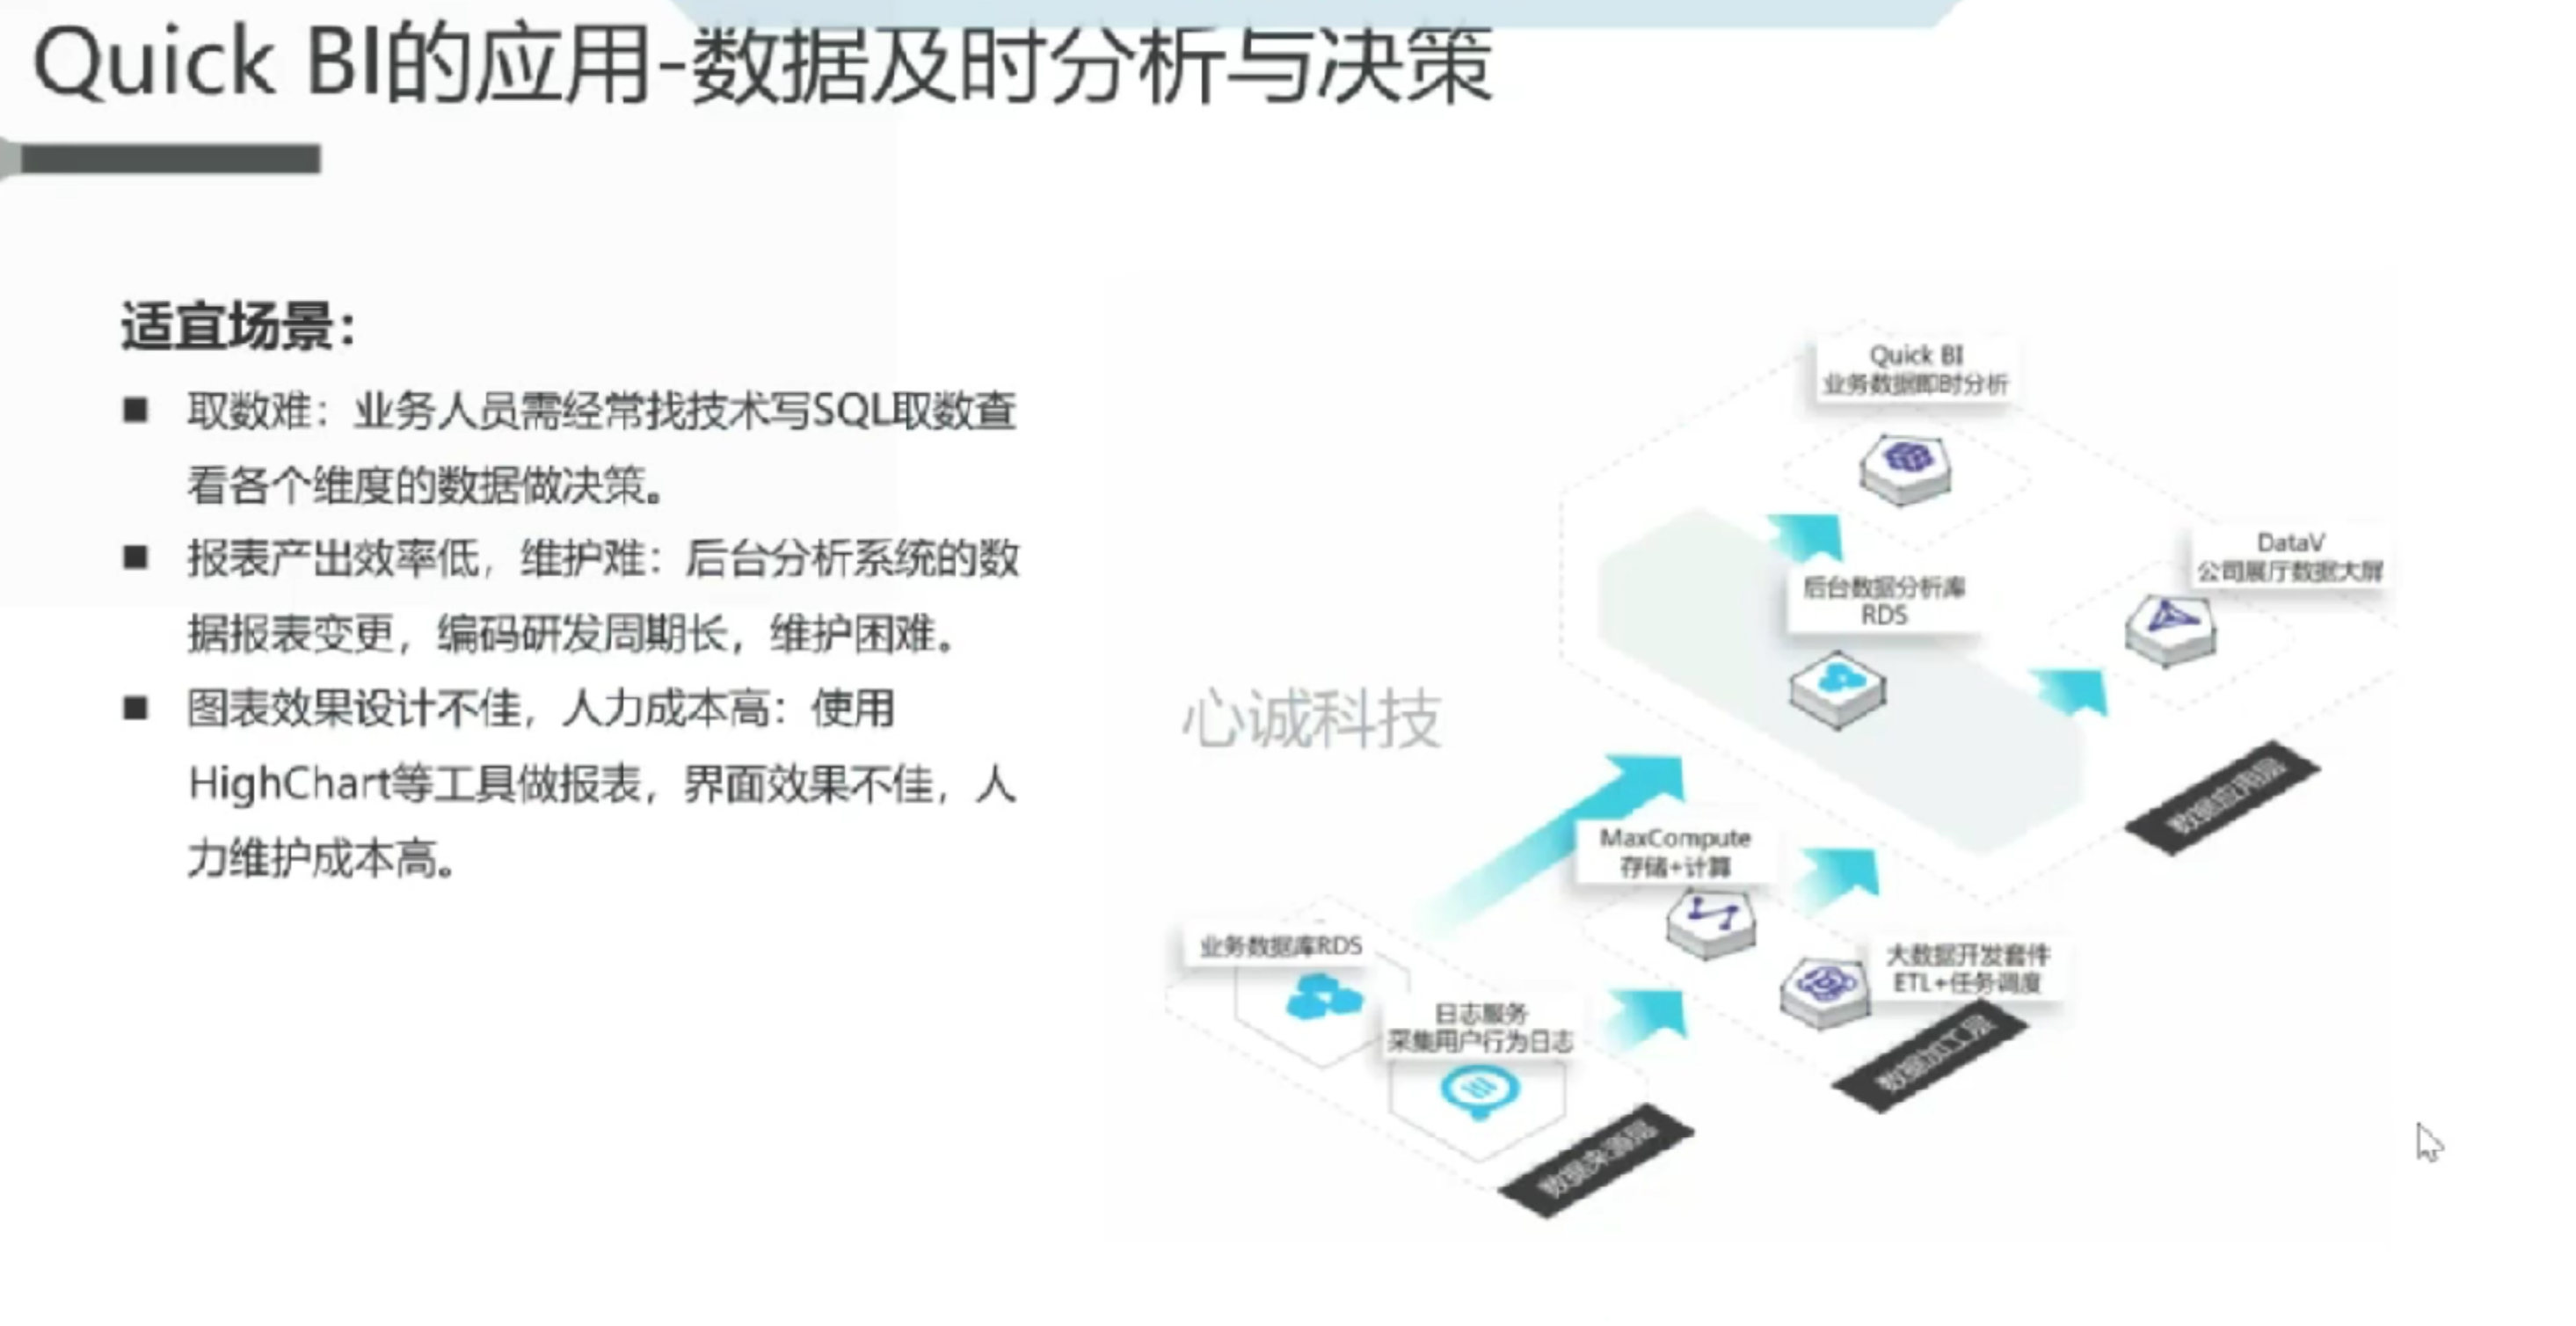 Quick BI的应用-数据及时分析与决策
适宜场景：
■ 取数难：业务人员需经常找技术写SQL取数查
看各个维度的数据做决策。
■ 报表产出效率低，维护难：后台分析系统的数
据报表变更，编码研发周期长，维护困难。
■ 图表效果设计不佳，人力成本高：使用
HighChart等工具做报表，界面效果不佳，人
力维护成本高。
Quick BI
业务数据即时分析
DataV
公司展厅数据大屏
后台数据分析库
RDS
心诚科技
数据应用层
MaxCompute
存储+计算
业务数据库RDS
大数据开发套件
ETL+任务调度
日志服务
采集用户行为日志
数据加工层
数据来源层